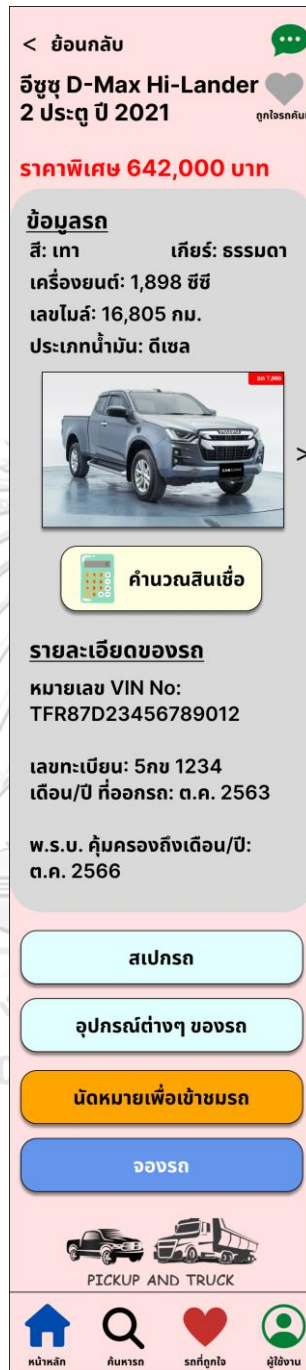 < ย้อนกลับ
อีซูซุ D-Max Hi-Lander
2 ประตู ปี 2021
ถูกใจรถคันนี้
ราคาพิเศษ 642,000 บาท
ข้อมูลรถ
สี: เทา เกียร์: ธรรมดา
เครื่องยนต์: 1,898 ซีซี
เลขไมล์: 16,805 กม.
ประเภทน้ำมัน: ดีเซล
ลด 7,000
>
คำนวณสินเชื่อ
รายละเอียดของรถ
หมายเลข VIN No:
TFR87D23456789012
เลขทะเบียน: 5กข 1234
เดือน/ปี ที่ออกรถ: ต.ค. 2563
พ.ร.บ. คุ้มครองถึงเดือน/ปี:
ต.ค. 2566
สเปกรถ
อุปกรณ์ต่างๆ ของรถ
นัดหมายเพื่อเข้าชมรถ
จองรถ
PICKUP AND TRUCK
หน้าหลัก ค้นหารถ รถที่ถูกใจ ผู้ใช้งาน